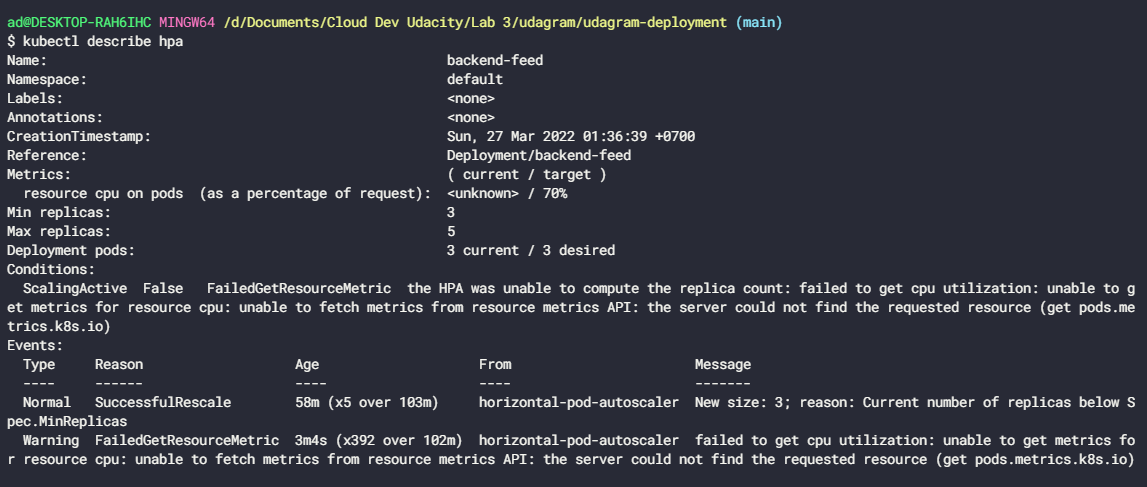 ad@DESKTOP-RAH6IHC MINGW64 /d/Documents/Cloud Dev Udacity/Lab 3/udagram/udagram-deployment (main)
$ kubectl describe hpa
Name:                                                  backend-feed
Namespace:                                             default
Labels:                                                <none>
Annotations:                                           <none>
CreationTimestamp:                                     Sun, 27 Mar 2022 01:36:39 +0700
Reference:                                             Deployment/backend-feed
Metrics:                                               ( current / target )
  resource cpu on pods  (as a percentage of request):  <unknown> / 70%
Min replicas:                                          3
Max replicas:                                          5
Deployment pods:                                       3 current / 3 desired
Conditions:
  ScalingActive  False   FailedGetResourceMetric  the HPA was unable to compute the replica count: failed to get cpu utilization: unable to g
et metrics for resource cpu: unable to fetch metrics from resource metrics API: the server could not find the requested resource (get pods.me
trics.k8s.io)
Events:
  Type     Reason                   Age                    From                       Message
  ----     ------                   ----                   ----                       -------
  Normal   SuccessfulRescale        58m (x5 over 103m)     horizontal-pod-autoscaler  New size: 3; reason: Current number of replicas below S
pec.MinReplicas
  Warning  FailedGetResourceMetric  3m4s (x392 over 102m)  horizontal-pod-autoscaler  failed to get cpu utilization: unable to get metrics fo
r resource cpu: unable to fetch metrics from resource metrics API: the server could not find the requested resource (get pods.metrics.k8s.io)